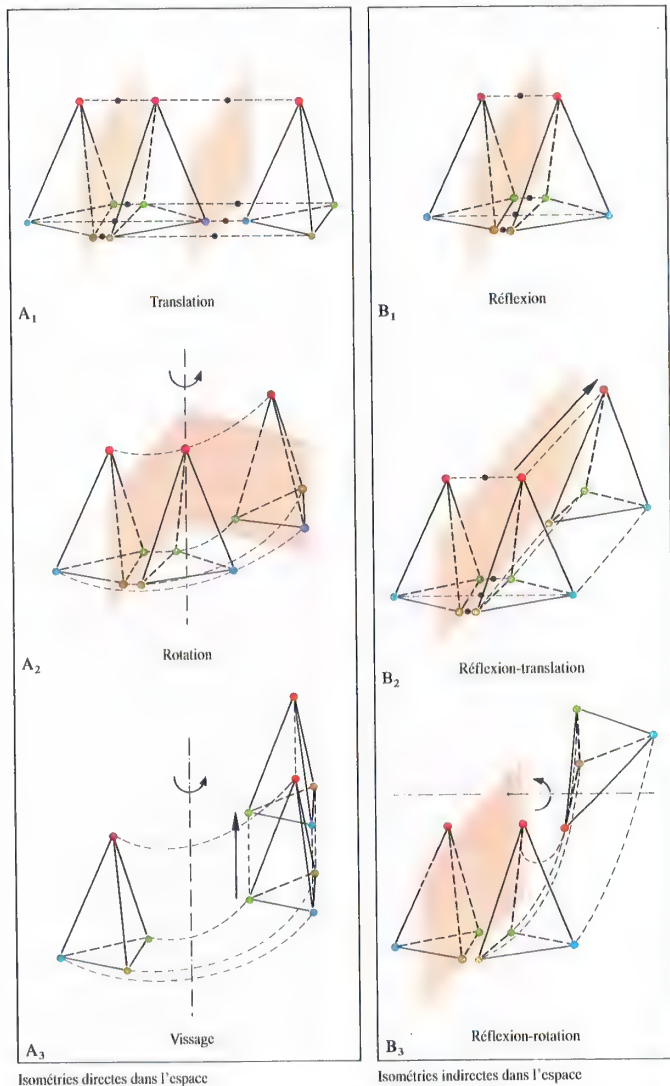 Translation
A1
Réflexion
B1
Rotation
A2
Réflexion-translation
B2
Vissage
A3
Réflexion-rotation
B3
Isométries directes dans l'espace
Isométries indirectes dans l'espace